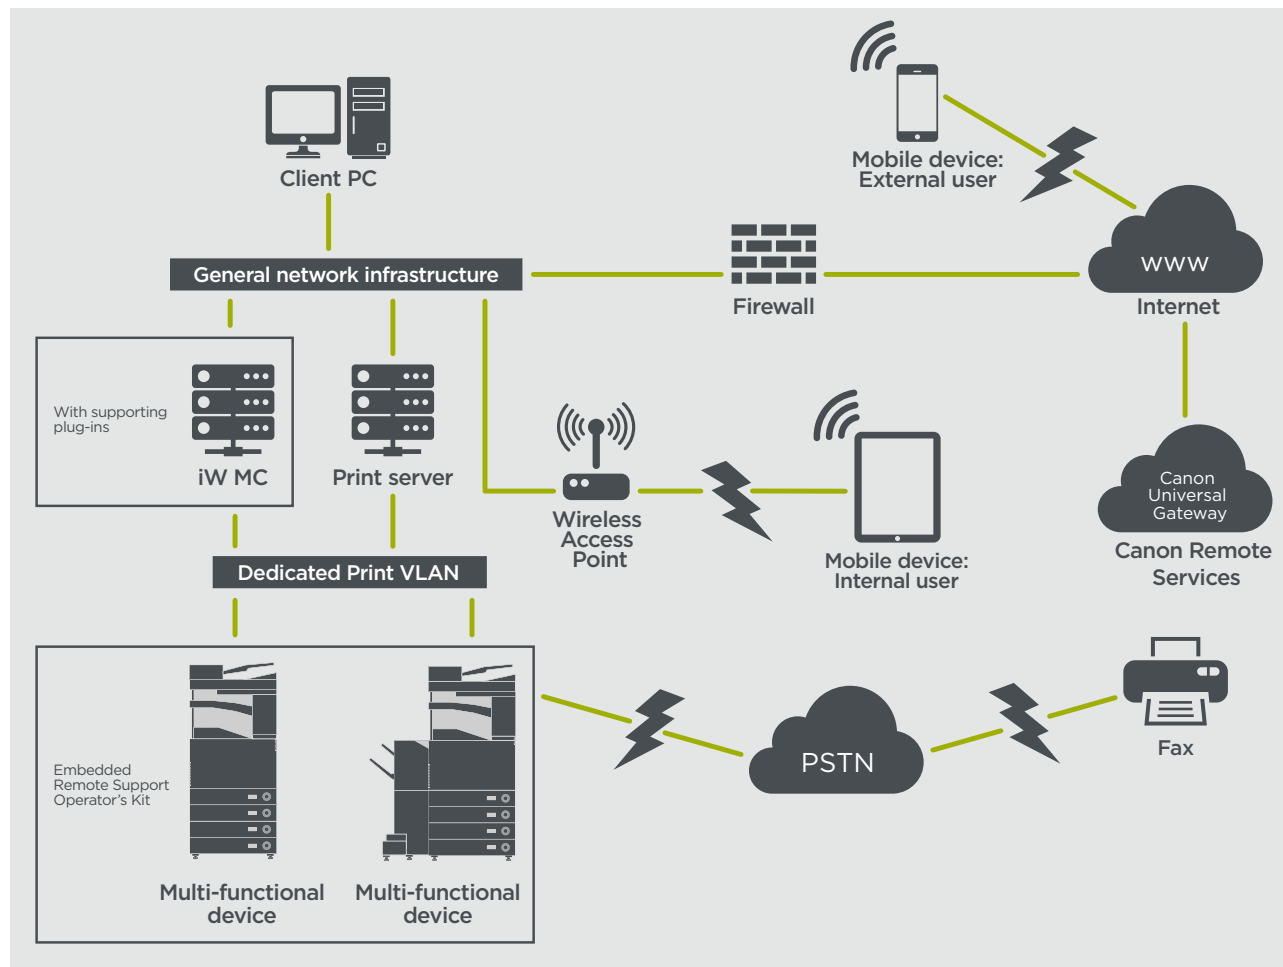 Client PC
Mobile device:
External user
General network infrastructure
Firewall
www
Internet
With supporting
plug-ins
iW MC
Print server
Wireless
Access
Point
Mobile device:
Internal user
Canon
Universal
Gateway
Canon Remote
Services
Dedicated Print VLAN
Embedded
Remote Support
Operator's Kit
Multi-functional
device
Multi-functional
device
PSTN
Fax